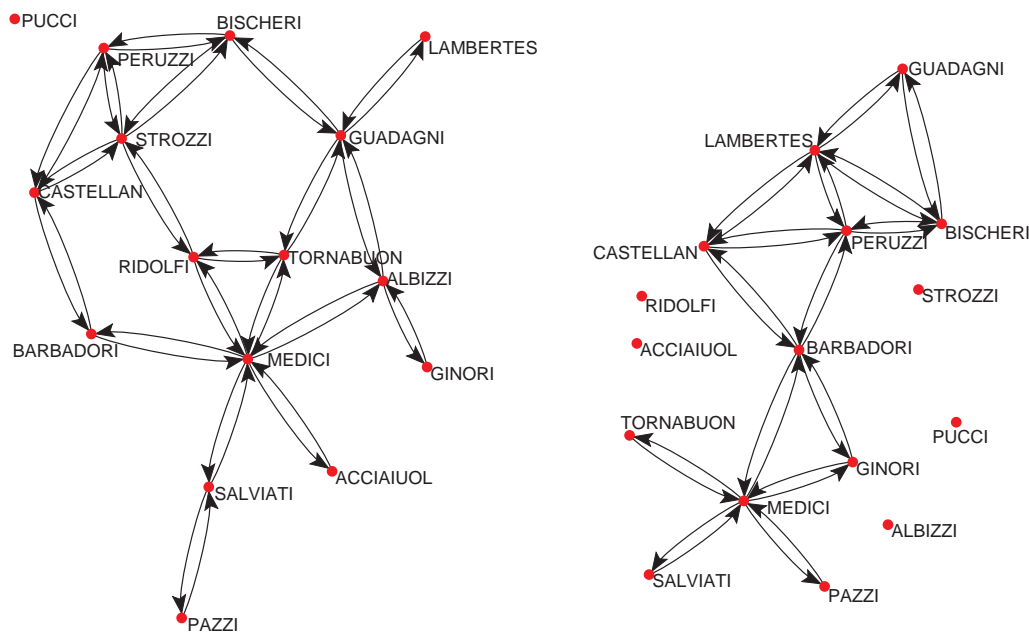 PUCCI
BISCHERI
PERUZZI
LAMBERTES
STROZZI
GUADAGNI
CASTELLAN
RIDOLFI
TORNABUON
ALBIZZI
BARBADORI
MEDICI
GINORI
ACCIAIUOL
SALVIATI
PAZZI
GUADAGNI
LAMBERTES
CASTELLAN
PERUZZI
BISCHERI
RIDOLFI
STROZZI
ACCIAIUOL
BARBADORI
TORNABUON
PUCCI
GINORI
MEDICI
ALBIZZI
SALVIATI
PAZZI